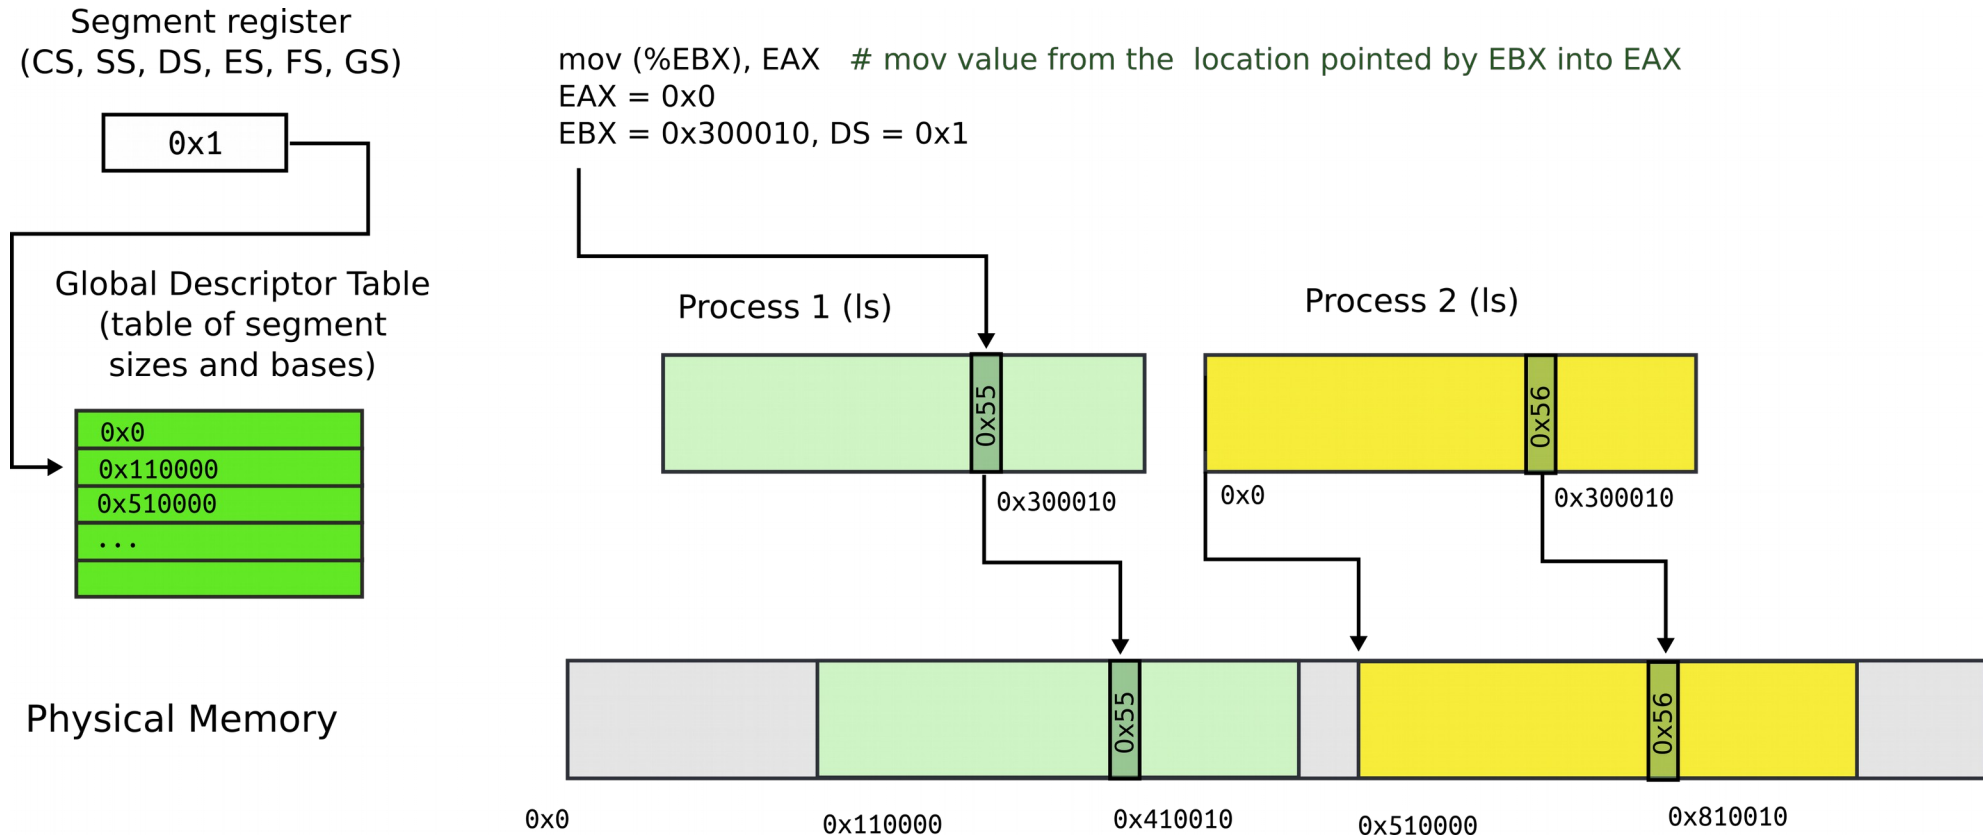 Segment register
(CS, SS, DS, ES, FS, GS)
0x1
mov (%EBX), EAX   # mov value from the  location pointed by EBX into EAX
EAX = 0x0
EBX = 0x300010, DS = 0x1
Global Descriptor Table
(table of segment
sizes and bases)
0x0
0x110000
0x510000
...
Process 1 (ls)
0x55
0x300010
Process 2 (ls)
0x56
0x0
0x300010
Physical Memory
0x55
0x56
0x0
0x110000
0x410010
0x510000
0x810010